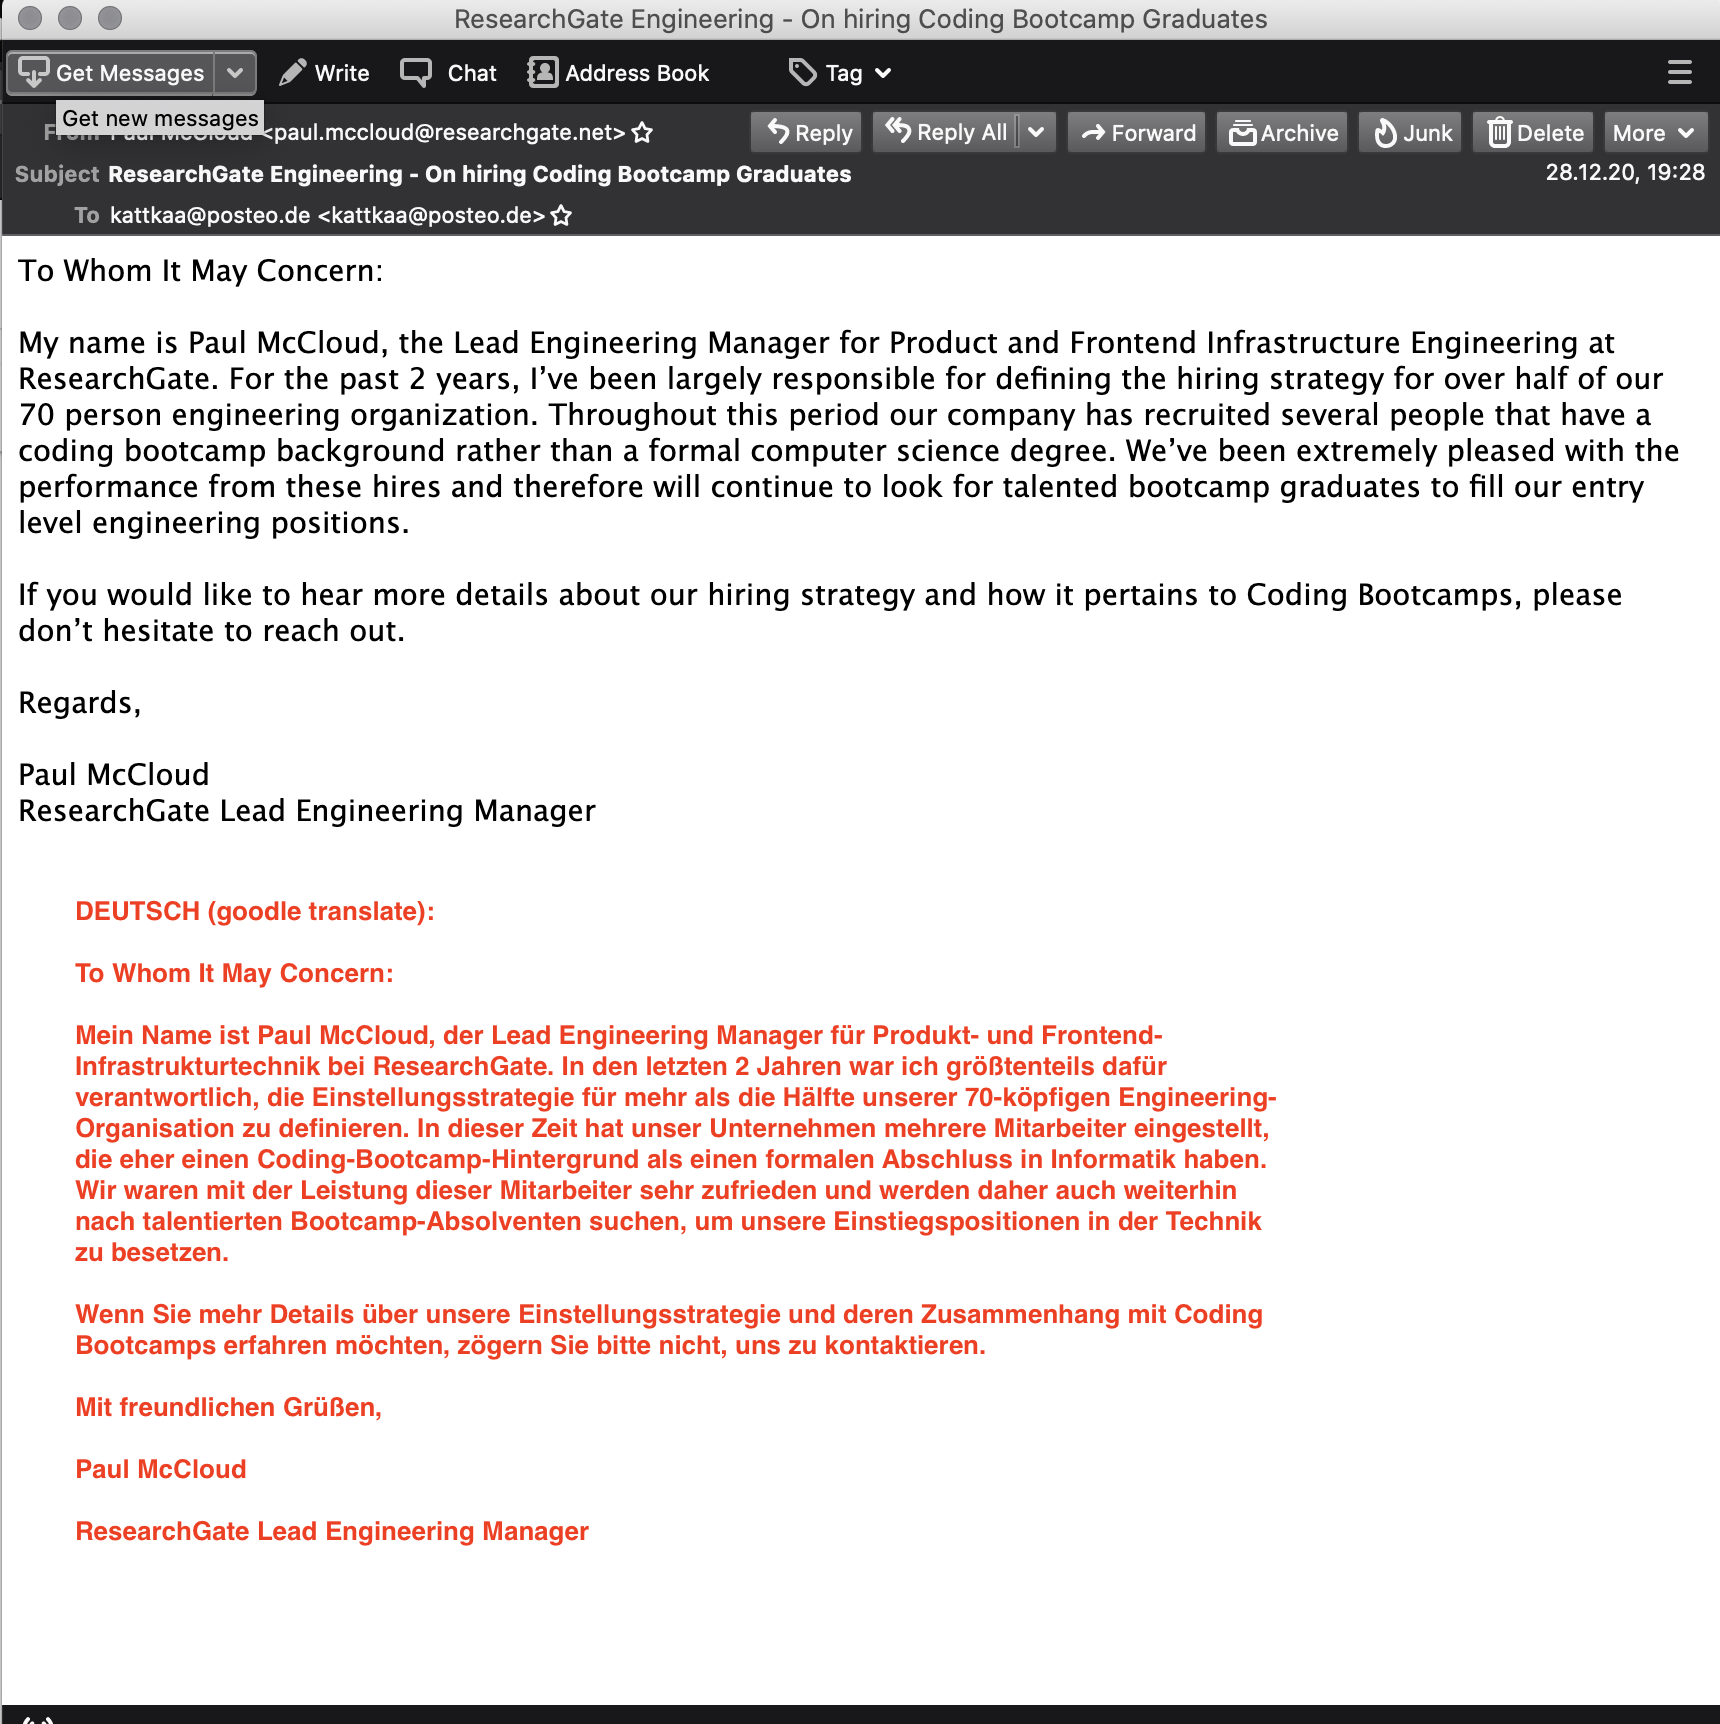 ResearchGate Engineering - On hiring Coding Bootcamp Graduates
Get Messages Write Chat Address Book Tag
Get new messages
From Paul McCloud <paul.mccloud@researchgate.net> Reply Reply All Forward Archive Junk Delete More
Subject ResearchGate Engineering - On hiring Coding Bootcamp Graduates 28.12.20, 19:28
To kattkaa@posteo.de <kattkaa@posteo.de>
To Whom It May Concern:
My name is Paul McCloud, the Lead Engineering Manager for Product and Frontend Infrastructure Engineering at
ResearchGate. For the past 2 years, I’ve been largely responsible for defining the hiring strategy for over half of our
70 person engineering organization. Throughout this period our company has recruited several people that have a
coding bootcamp background rather than a formal computer science degree. We’ve been extremely pleased with the
performance from these hires and therefore will continue to look for talented bootcamp graduates to fill our entry
level engineering positions.
If you would like to hear more details about our hiring strategy and how it pertains to Coding Bootcamps, please
don’t hesitate to reach out.
Regards,
Paul McCloud
ResearchGate Lead Engineering Manager
DEUTSCH (goodle translate):
To Whom It May Concern:
Mein Name ist Paul McCloud, der Lead Engineering Manager für Produkt- und Frontend-
Infrastrukturtechnik bei ResearchGate. In den letzten 2 Jahren war ich größtenteils dafür
verantwortlich, die Einstellungsstrategie für mehr als die Hälfte unserer 70-köpfigen Engineering-
Organisation zu definieren. In dieser Zeit hat unser Unternehmen mehrere Mitarbeiter eingestellt,
die eher einen Coding-Bootcamp-Hintergrund als einen formalen Abschluss in Informatik haben.
Wir waren mit der Leistung dieser Mitarbeiter sehr zufrieden und werden daher auch weiterhin
nach talentierten Bootcamp-Absolventen suchen, um unsere Einstiegspositionen in der Technik
zu besetzen.
Wenn Sie mehr Details über unsere Einstellungsstrategie und deren Zusammenhang mit Coding
Bootcamps erfahren möchten, zögern Sie bitte nicht, uns zu kontaktieren.
Mit freundlichen Grüßen,
Paul McCloud
ResearchGate Lead Engineering Manager